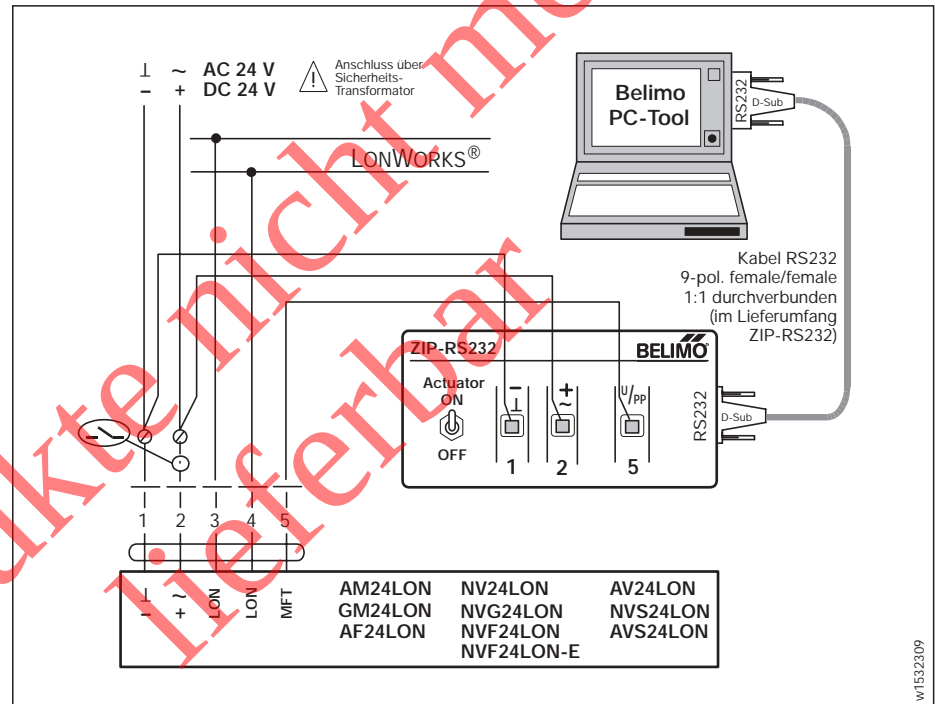 ⊥ ~ AC 24 V
– + DC 24 V
Anschluss über
Sicherheits-
Transformator
LONWORKS®
Belimo
PC-Tool
RS232
D-Sub
Kabel RS232
9-pol. female/female
1:1 durchverbunden
(im Lieferumfang
ZIP-RS232)
ZIP-RS232
BELIMO
Actuator
ON
OFF
–
⊥
1
+
~
2
U/PP
5
RS232
D-Sub
1 2 3 4 5
⊥ ~ LON LON MFT
– +
AM24LON NV24LON AV24LON
GM24LON NVG24LON NVS24LON
AF24LON NVF24LON AVS24LON
NVF24LON-E
w1532309
dukte nicht me
lieferbar